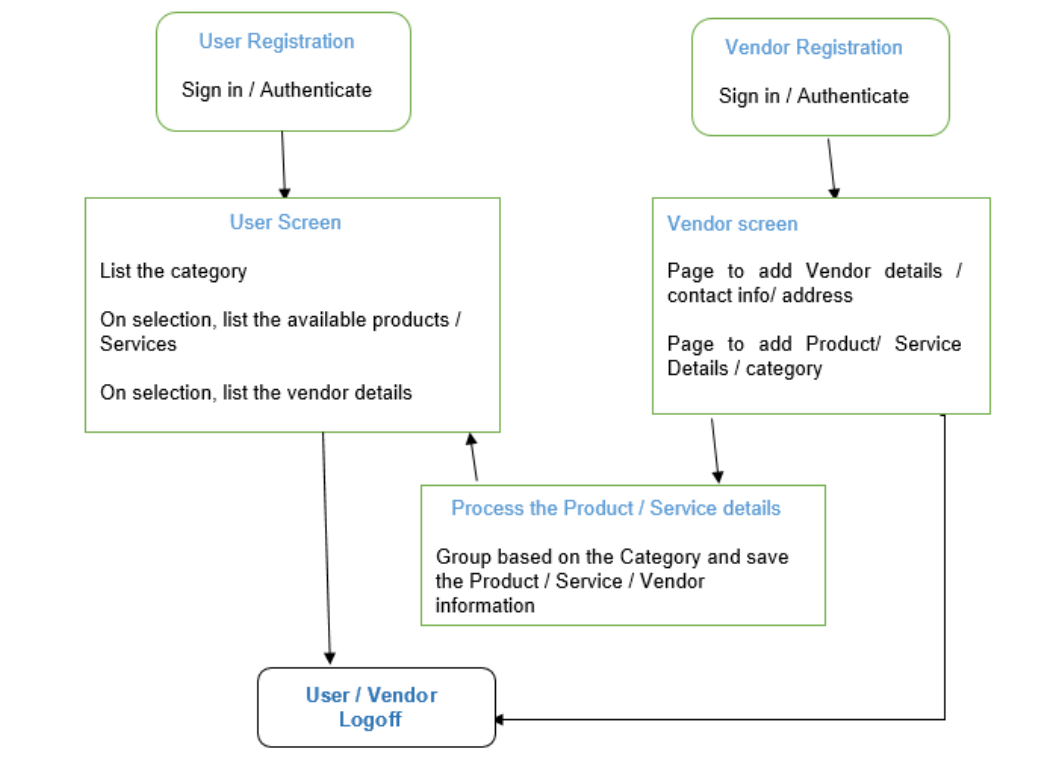 User Registration
Sign in / Authenticate
Vendor Registration
Sign in / Authenticate
User Screen
List the category
On selection, list the available products /
Services
On selection, list the vendor details
Vendor screen
Page to add Vendor details /
contact info/ address
Page to add Product/ Service
Details / category
Process the Product / Service details
Group based on the Category and save
the Product / Service / Vendor
information
User / Vendor
Logoff